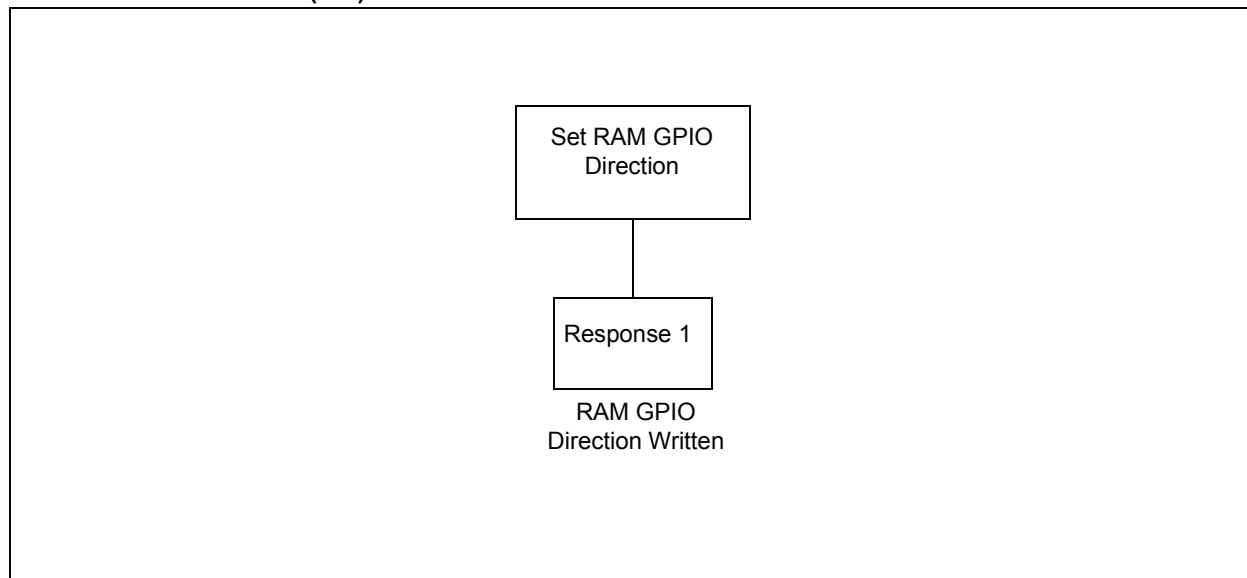 Set RAM GPIO
Direction
Response 1
RAM GPIO
Direction Written